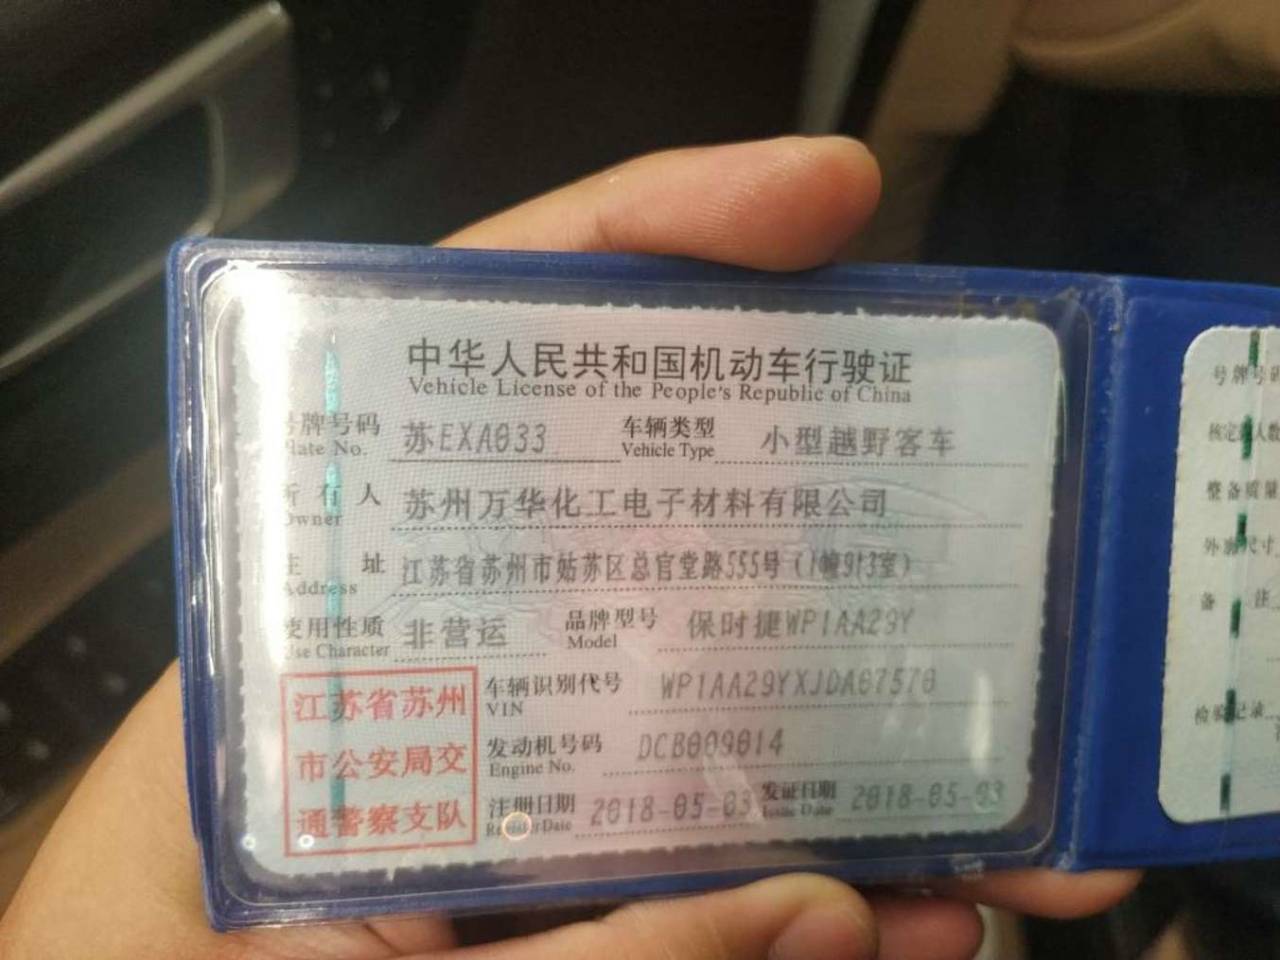 中华人民共和国机动车行驶证
Vehicle License of the People's Republic of China
号牌号码 苏EXA033 车辆类型 小型越野客车
Plate No. Vehicle Type
所有人 苏州万华化工电子材料有限公司
Owner
住址 江苏省苏州市姑苏区总官堂路555号（1幢913室）
Address
使用性质 非营运 品牌型号 保时捷WP1AA29Y
Use Character Model
江苏省苏州
市公安局交
通警察支队
车辆识别代号 WP1AA29YXJDA07570
VIN
发动机号码 DCB009014
Engine No.
注册日期 2018-05-03 发证日期 2018-05-03
Register Date Issue Date
号牌号码
核定载人数
整备质量
外廓尺寸
备 注
检验记录